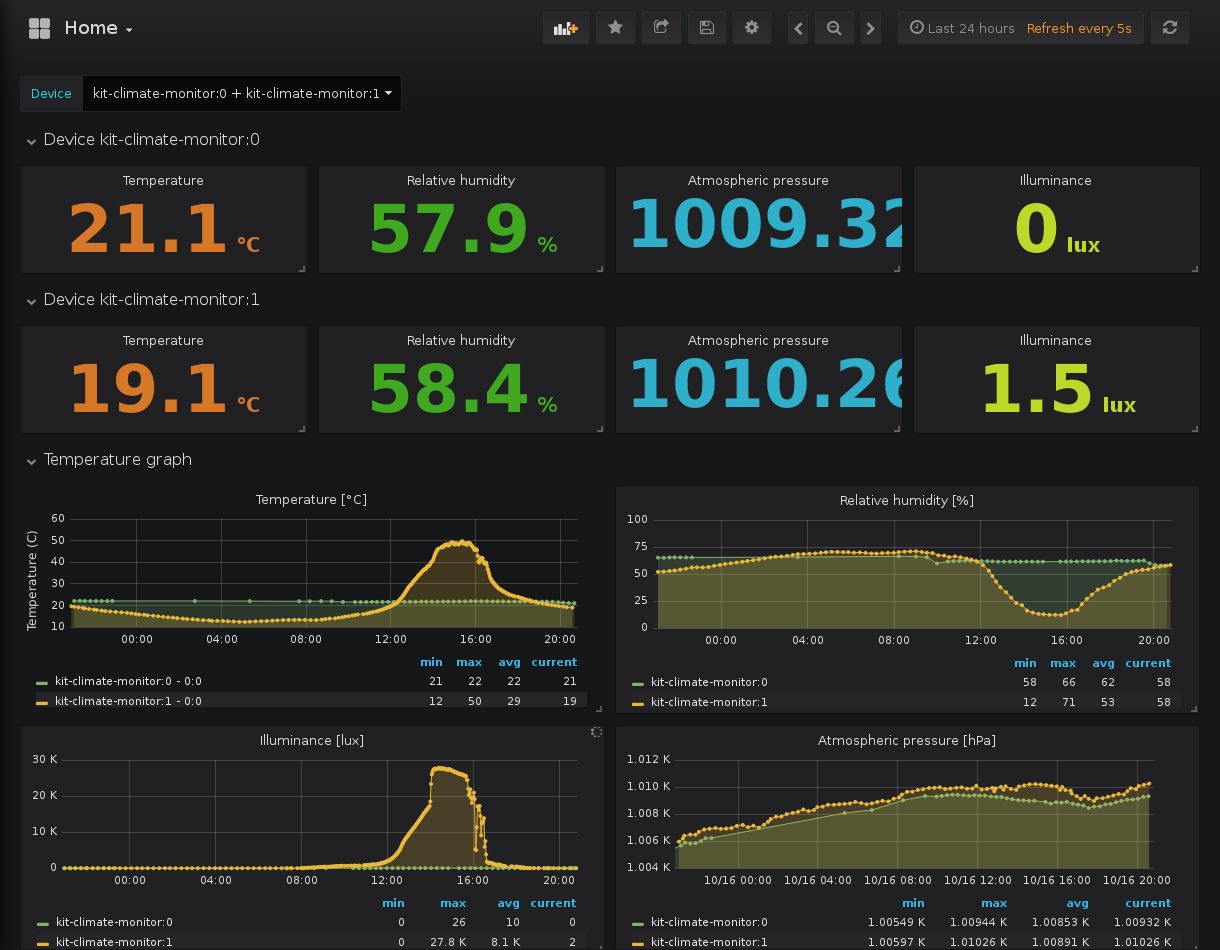 Home
Last 24 hours Refresh every 5s
Device kit-climate-monitor:0 + kit-climate-monitor:1
Device kit-climate-monitor:0
Temperature Relative humidity Atmospheric pressure Illuminance
21.1 °C 57.9 % 1009.32 0 lux
Device kit-climate-monitor:1
Temperature Relative humidity Atmospheric pressure Illuminance
19.1 °C 58.4 % 1010.26 1.5 lux
Temperature graph
Temperature [°C]
Temperature (C)
60
50
40
30
20
10
00:00 04:00 08:00 12:00 16:00 20:00
min max avg current
kit-climate-monitor:0 - 0:0 21 22 22 21
kit-climate-monitor:1 - 0:0 12 50 29 19
Relative humidity [%]
100
75
50
25
0
00:00 04:00 08:00 12:00 16:00 20:00
min max avg current
kit-climate-monitor:0 58 66 62 58
kit-climate-monitor:1 12 71 53 58
Illuminance [lux]
30 K
20 K
10 K
0
00:00 04:00 08:00 12:00 16:00 20:00
min max avg current
kit-climate-monitor:0 0 26 10 0
kit-climate-monitor:1 0 27.8 K 8.1 K 2
Atmospheric pressure [hPa]
1.012 K
1.010 K
1.008 K
1.006 K
1.004 K
10/16 00:00 10/16 04:00 10/16 08:00 10/16 12:00 10/16 16:00 10/16 20:00
min max avg current
kit-climate-monitor:0 1.00549 K 1.00944 K 1.00853 K 1.00932 K
kit-climate-monitor:1 1.00597 K 1.01026 K 1.00891 K 1.01026 K